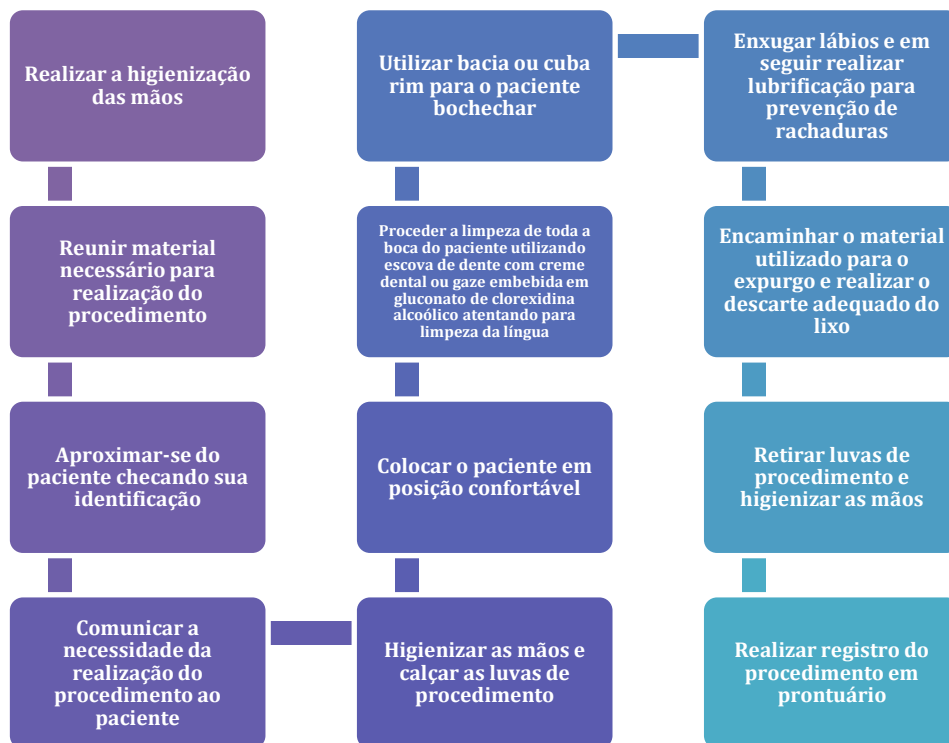 Realizar a higienização
das mãos
Reunir material
necessário para
realização do
procedimento
Aproximar-se do
paciente checando sua
identificação
Comunicar a
necessidade da
realização do
procedimento ao
paciente
Higienizar as mãos e
calçar as luvas de
procedimento
Colocar o paciente em
posição confortável
Proceder a limpeza de toda a
boca do paciente utilizando
escova de dente com creme
dental ou gaze embebida em
gluconato de clorexidina
alcoólico atentando para
limpeza da língua
Utilizar bacia ou cuba
rim para o paciente
bochechar
Enxugar lábios e em
seguir realizar
lubrificação para
prevenção de
rachaduras
Encaminhar o material
utilizado para o
expurgo e realizar o
descarte adequado do
lixo
Retirar luvas de
procedimento e
higienizar as mãos
Realizar registro do
procedimento em
prontuário